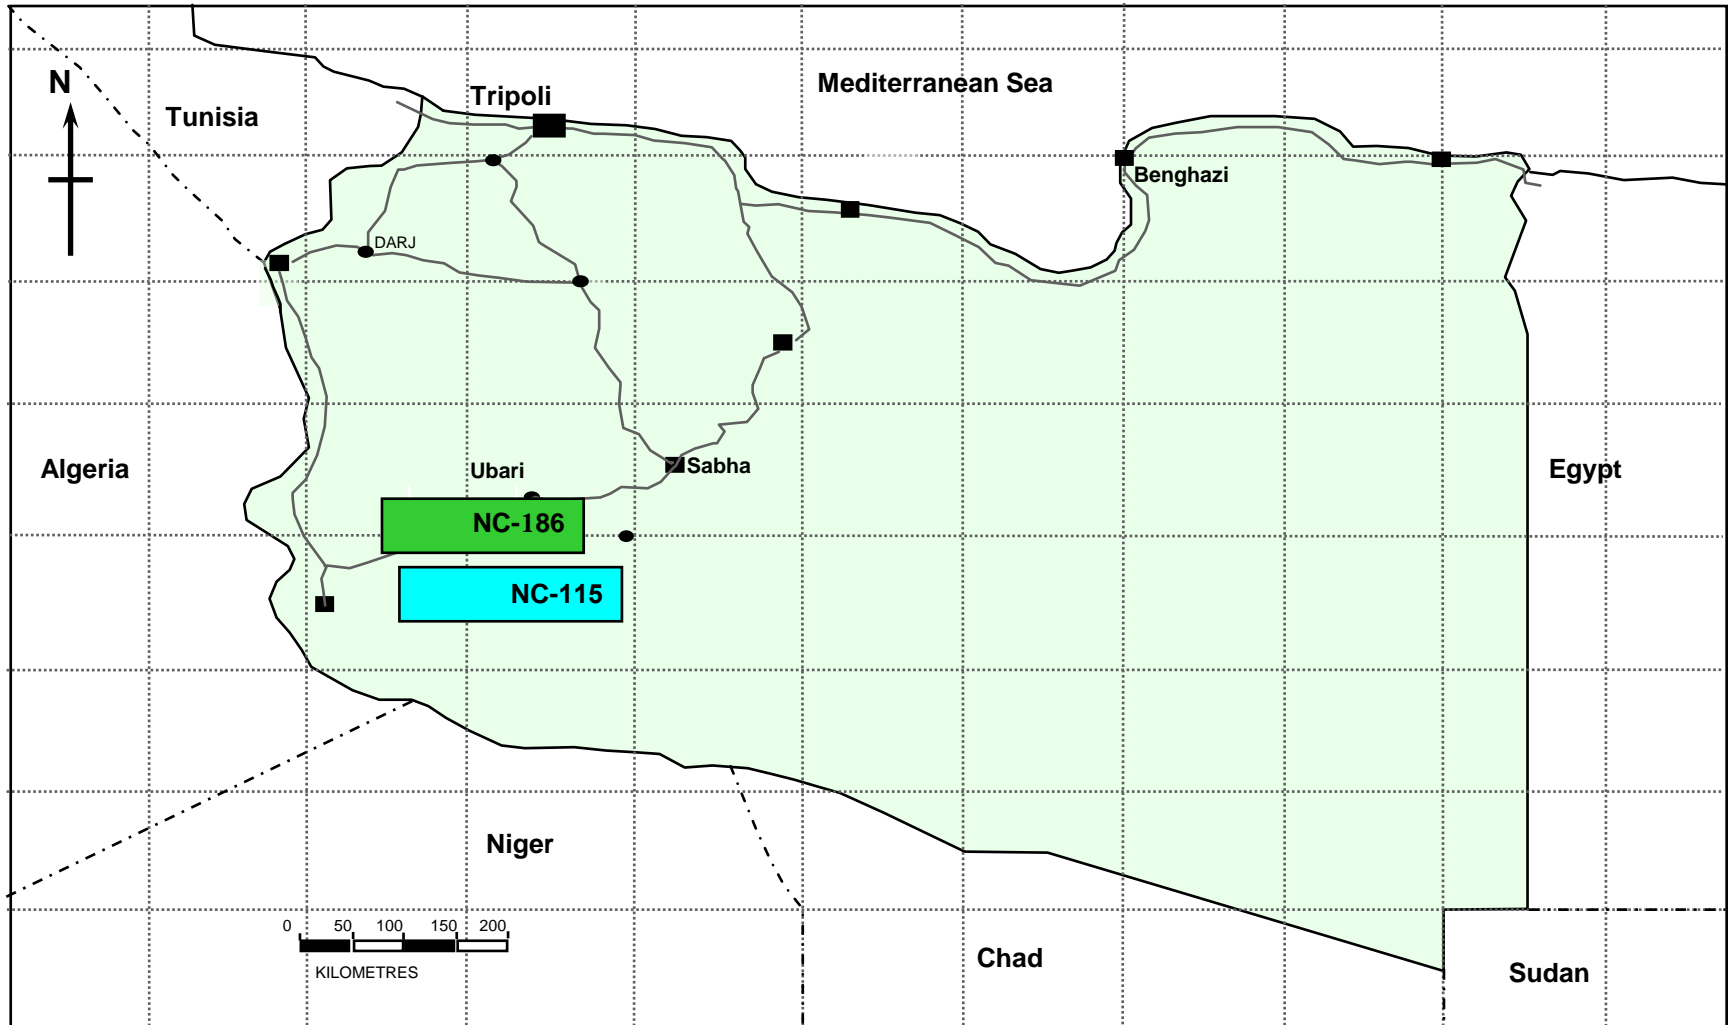 N
Mediterranean Sea
Tripoli
Tunisia
Benghazi
DARJ
Algeria
Ubari
Sabha
Egypt
NC-186
NC-115
Niger
0 50 100 150 200
KILOMETRES
Chad
Sudan